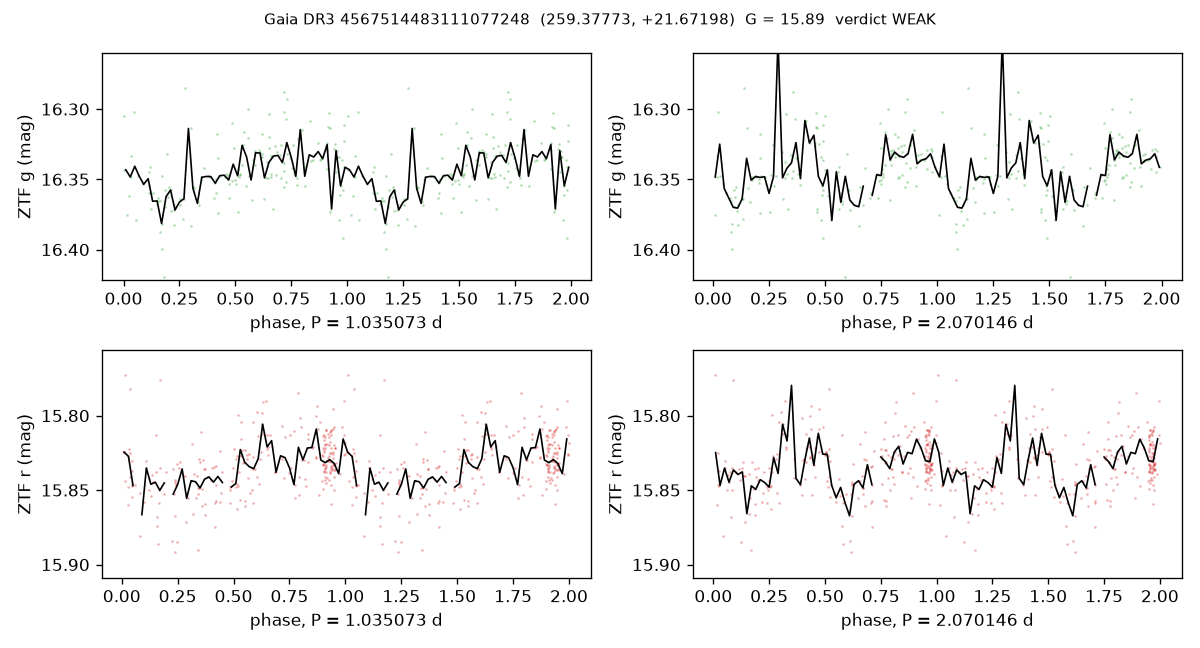 Gaia DR3 4567514483111077248 (259.37773, +21.67198) G = 15.89 verdict WEAK
ZTF g (mag)
16.30
16.35
16.40
0.00 0.25 0.50 0.75 1.00 1.25 1.50 1.75 2.00
phase, P = 1.035073 d
ZTF g (mag)
16.30
16.35
16.40
0.00 0.25 0.50 0.75 1.00 1.25 1.50 1.75 2.00
phase, P = 2.070146 d
ZTF r (mag)
15.80
15.85
15.90
0.00 0.25 0.50 0.75 1.00 1.25 1.50 1.75 2.00
phase, P = 1.035073 d
ZTF r (mag)
15.80
15.85
15.90
0.00 0.25 0.50 0.75 1.00 1.25 1.50 1.75 2.00
phase, P = 2.070146 d